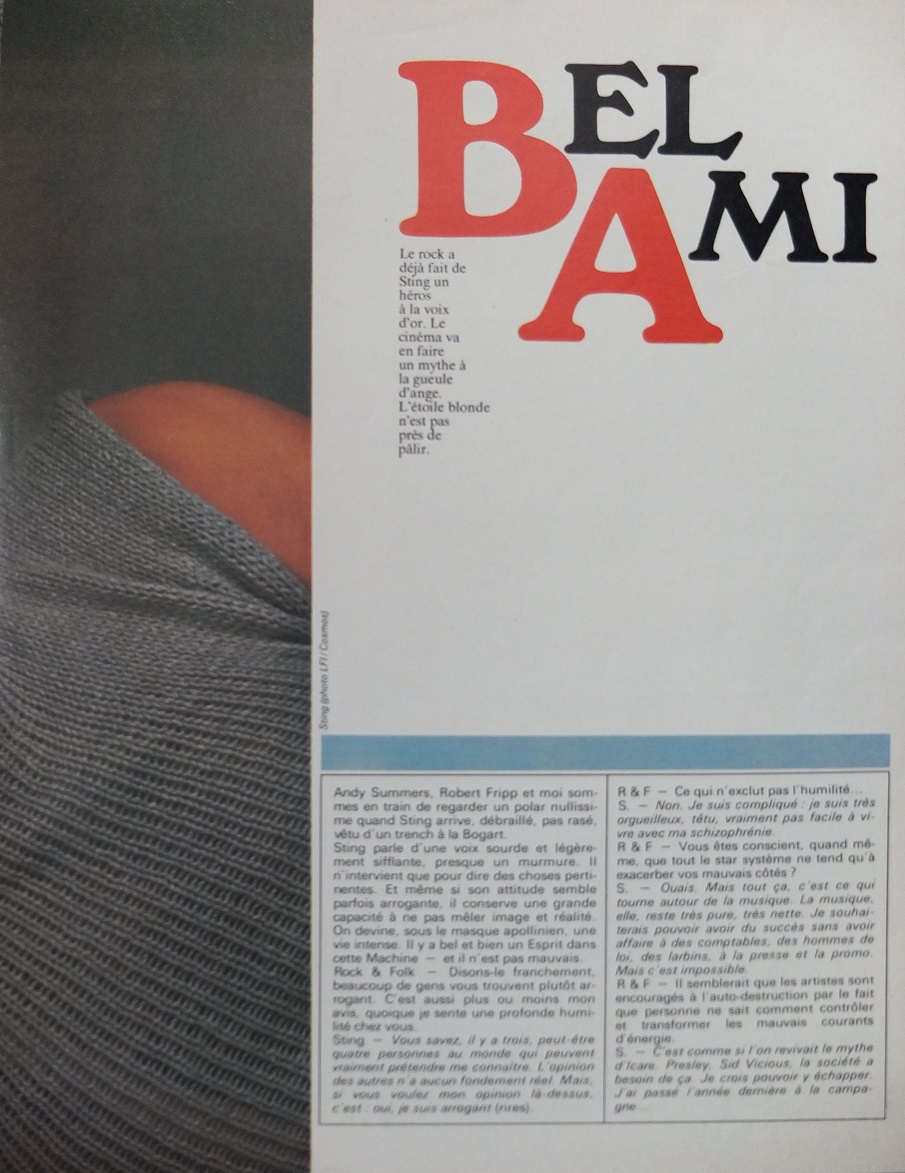 BEL
AMI
Le rock a
déjà fait de
Sting un
héros
à la voix
d'or. Le
cinéma va
en faire
un mythe à
la gueule
d'ange.
L'étoile blonde
n'est pas
près de
pâlir.
Sting (photo LFI / Cosmos)
Andy Summers, Robert Fripp et moi som-
mes en train de regarder un polar nullissi-
me quand Sting arrive, débraillé, pas rasé,
vêtu d'un trench à la Bogart.
Sting parle d'une voix sourde et légère-
ment sifflante, presque un murmure. Il
n'intervient que pour dire des choses perti-
nentes. Et même si son attitude semble
parfois arrogante, il conserve une grande
capacité à ne pas mêler image et réalité.
On devine, sous le masque apollinien, une
vie intense. Il y a bel et bien un Esprit dans
cette Machine — et il n'est pas mauvais.
Rock & Folk — Disons-le franchement,
beaucoup de gens vous trouvent plutôt ar-
rogant. C'est aussi plus ou moins mon
avis, quoique je sente une profonde humi-
lité chez vous.
Sting — Vous savez, il y a trois, peut-être
quatre personnes au monde qui peuvent
vraiment prétendre me connaître. L'opinion
des autres n'a aucun fondement réel. Mais,
si vous voulez mon opinion là-dessus,
c'est : oui, je suis arrogant (rires).
R & F — Ce qui n'exclut pas l'humilité...
S. — Non. Je suis compliqué : je suis très
orgueilleux, têtu, vraiment pas facile à vi-
vre avec ma schizophrénie.
R & F — Vous êtes conscient, quand mê-
me, que tout le star système ne tend qu'à
exacerber vos mauvais côtés ?
S. — Ouais. Mais tout ça, c'est ce qui
tourne autour de la musique. La musique,
elle, reste très pure, très nette. Je souhai-
terais pouvoir avoir du succès sans avoir
affaire à des comptables, des hommes de
loi, des larbins, à la presse et la promo.
Mais c'est impossible.
R & F — Il semblerait que les artistes sont
encouragés à l'auto-destruction par le fait
que personne ne sait comment contrôler
et transformer les mauvais courants
d'énergie.
S. — C'est comme si l'on revivait le mythe
d'Icare. Presley, Sid Vicious, la société a
besoin de ça. Je crois pouvoir y échapper.
J'ai passé l'année dernière à la campa-
gne...